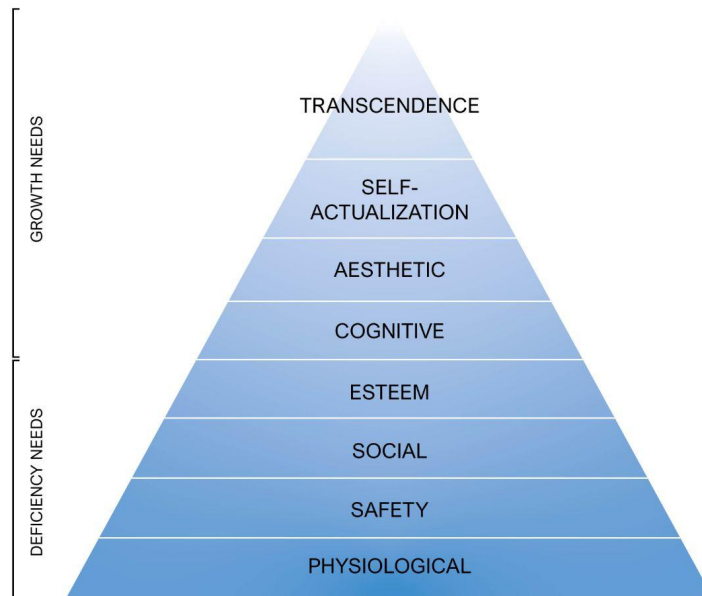 GROWTH NEEDS
DEFICIENCY NEEDS
TRANSCENDENCE
SELF-
ACTUALIZATION
AESTHETIC
COGNITIVE
ESTEEM
SOCIAL
SAFETY
PHYSIOLOGICAL